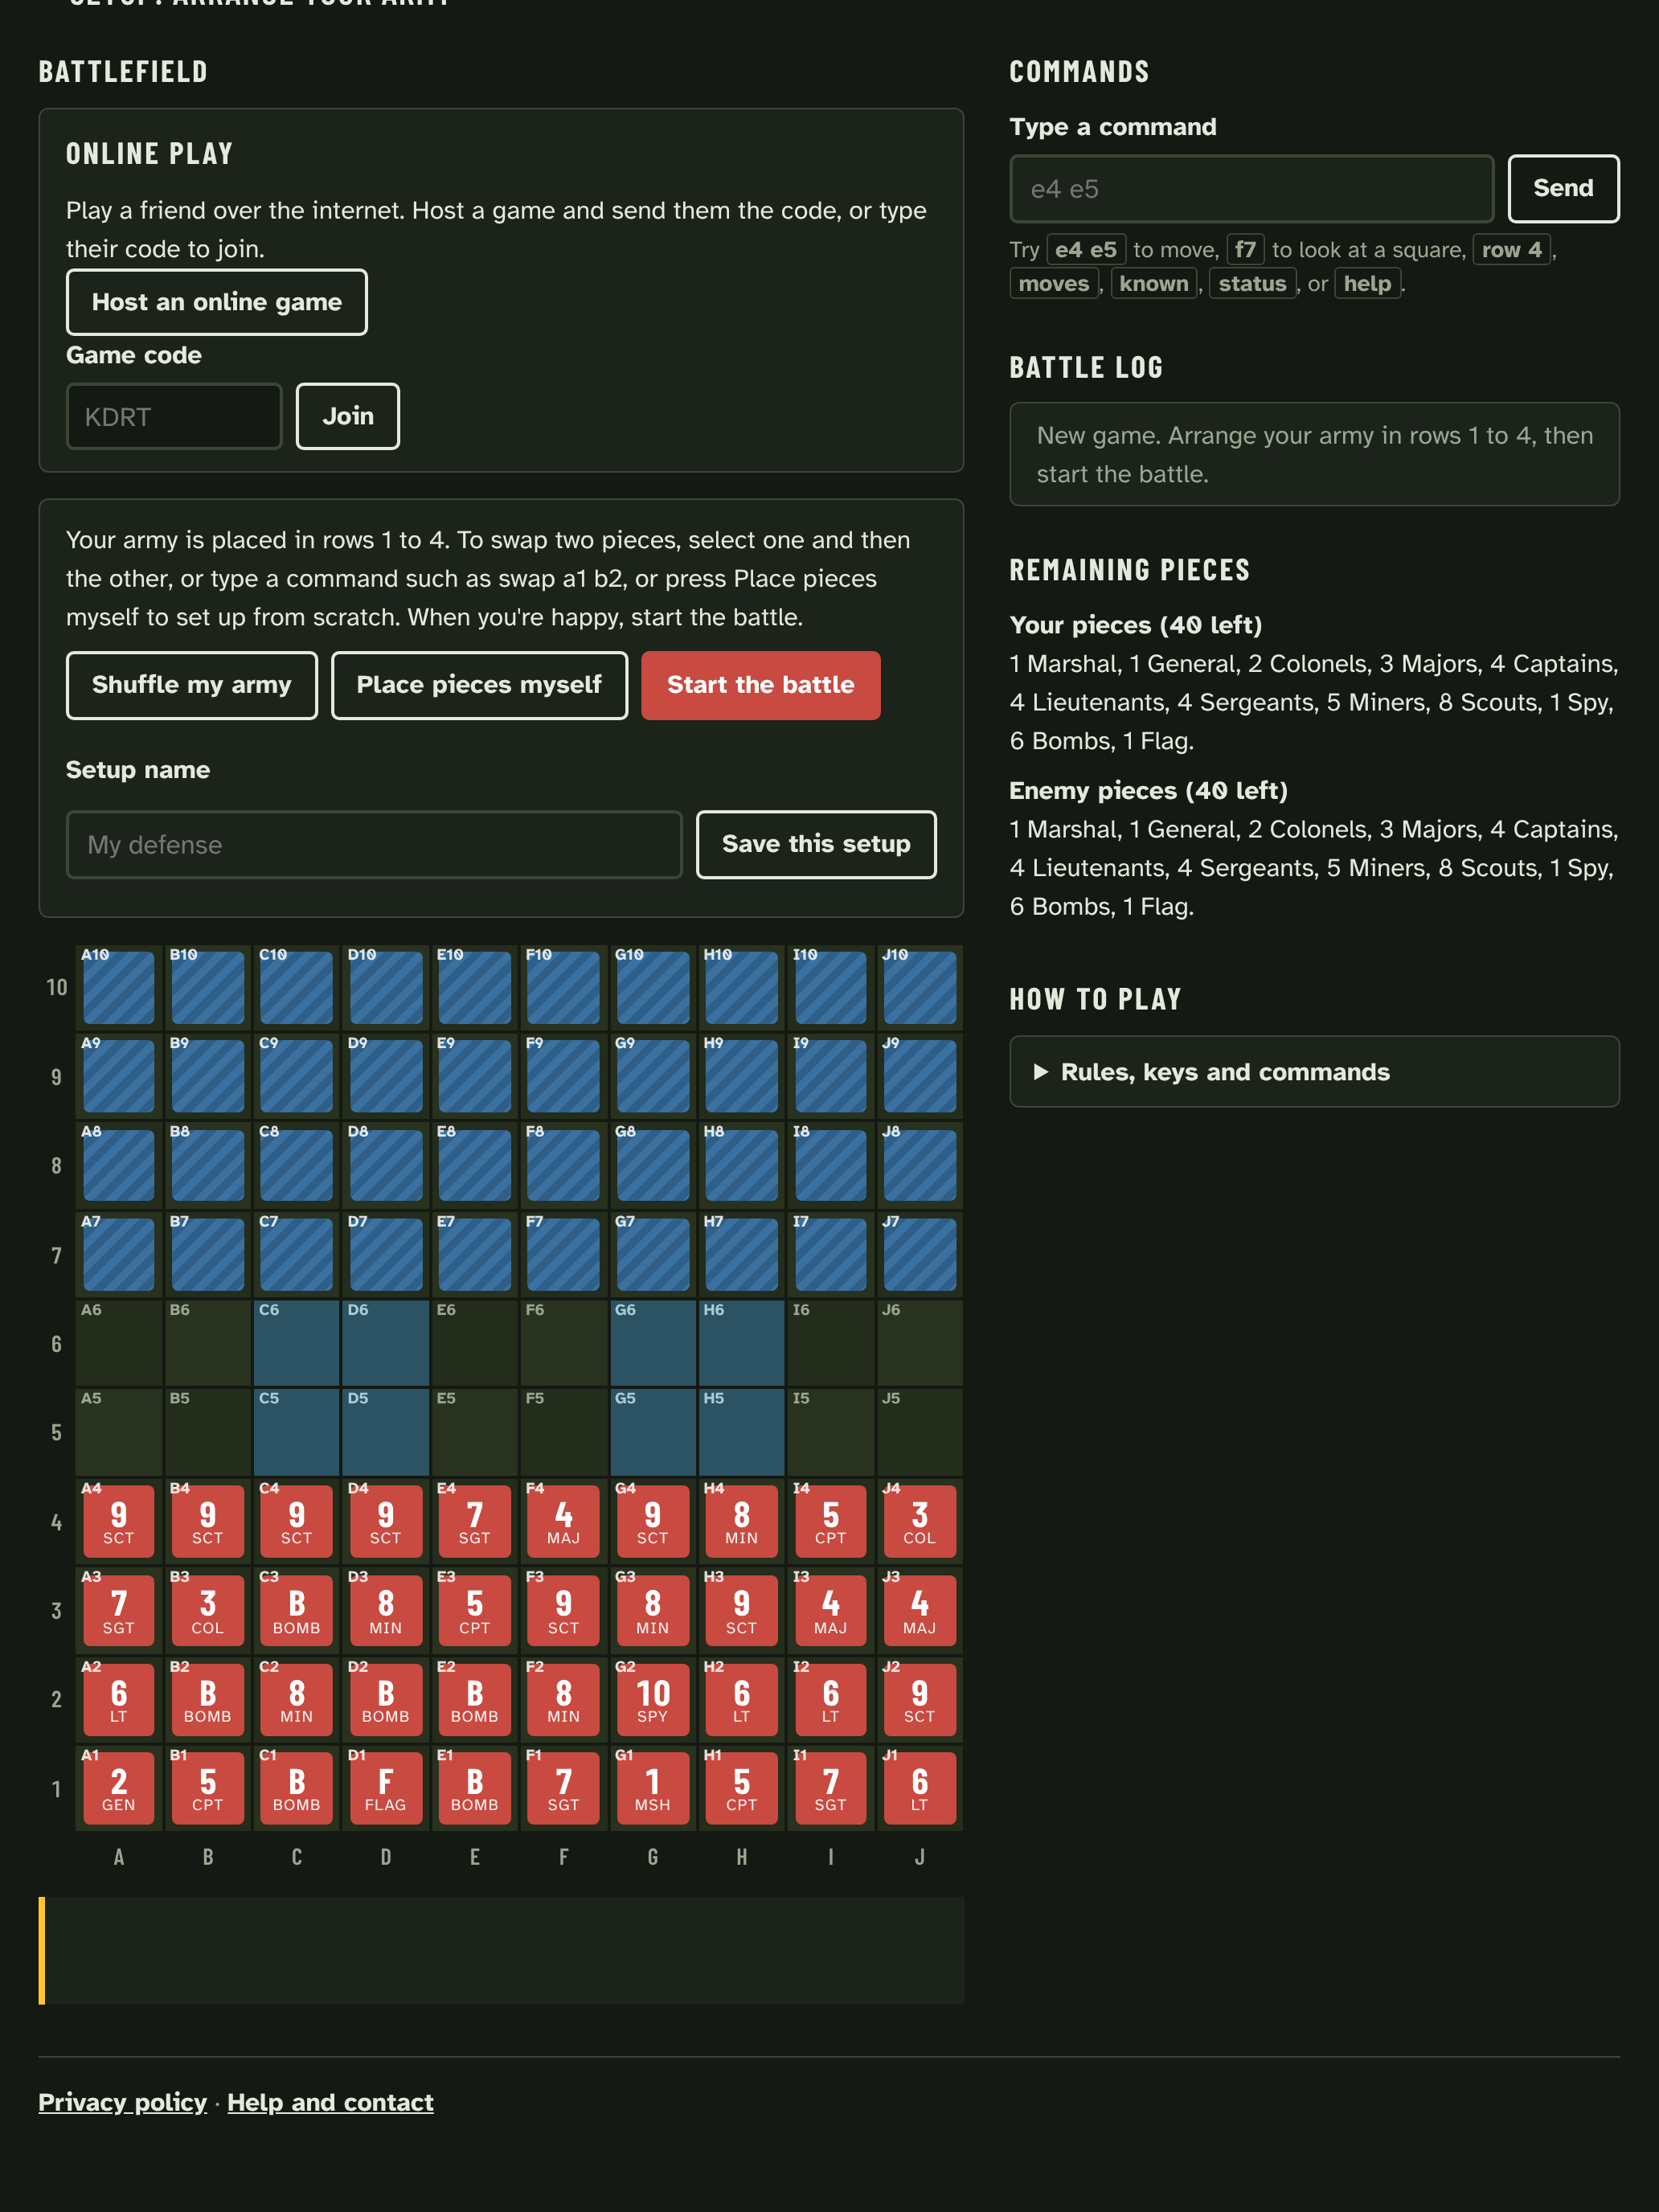 SETUP: ARRANGE YOUR ARMY
BATTLEFIELD
ONLINE PLAY
Play a friend over the internet. Host a game and send them the code, or type
their code to join.
Host an online game
Game code
KDRT
Join
Your army is placed in rows 1 to 4. To swap two pieces, select one and then
the other, or type a command such as swap a1 b2, or press Place pieces
myself to set up from scratch. When you're happy, start the battle.
Shuffle my army
Place pieces myself
Start the battle
Setup name
My defense
Save this setup
A10 B10 C10 D10 E10 F10 G10 H10 I10 J10
10
A9 B9 C9 D9 E9 F9 G9 H9 I9 J9
9
A8 B8 C8 D8 E8 F8 G8 H8 I8 J8
8
A7 B7 C7 D7 E7 F7 G7 H7 I7 J7
7
A6 B6 C6 D6 E6 F6 G6 H6 I6 J6
6
A5 B5 C5 D5 E5 F5 G5 H5 I5 J5
5
A4 B4 C4 D4 E4 F4 G4 H4 I4 J4
4 9 9 9 9 7 4 9 8 5 3
SCT SCT SCT SCT SGT MAJ SCT MIN CPT COL
A3 B3 C3 D3 E3 F3 G3 H3 I3 J3
3 7 3 B 8 5 9 8 9 4 4
SGT COL BOMB MIN CPT SCT MIN SCT MAJ MAJ
A2 B2 C2 D2 E2 F2 G2 H2 I2 J2
2 6 B 8 B B 8 10 6 6 9
LT BOMB MIN BOMB BOMB MIN SPY LT LT SCT
A1 B1 C1 D1 E1 F1 G1 H1 I1 J1
1 2 5 B F B 7 1 5 7 6
GEN CPT BOMB FLAG BOMB SGT MSH CPT SGT LT
A B C D E F G H I J
COMMANDS
Type a command
e4 e5
Send
Try e4 e5 to move, f7 to look at a square, row 4,
moves, known, status, or help.
BATTLE LOG
New game. Arrange your army in rows 1 to 4, then
start the battle.
REMAINING PIECES
Your pieces (40 left)
1 Marshal, 1 General, 2 Colonels, 3 Majors, 4 Captains,
4 Lieutenants, 4 Sergeants, 5 Miners, 8 Scouts, 1 Spy,
6 Bombs, 1 Flag.
Enemy pieces (40 left)
1 Marshal, 1 General, 2 Colonels, 3 Majors, 4 Captains,
4 Lieutenants, 4 Sergeants, 5 Miners, 8 Scouts, 1 Spy,
6 Bombs, 1 Flag.
HOW TO PLAY
Rules, keys and commands
Privacy policy · Help and contact